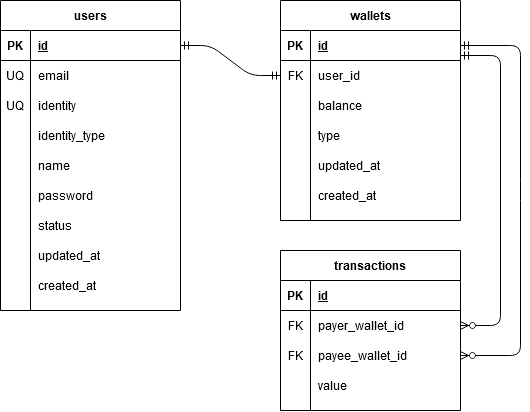 users
PK id
UQ email
UQ identity
identity_type
name
password
status
updated_at
created_at
wallets
PK id
FK user_id
balance
type
updated_at
created_at
transactions
PK id
FK payer_wallet_id
FK payee_wallet_id
value